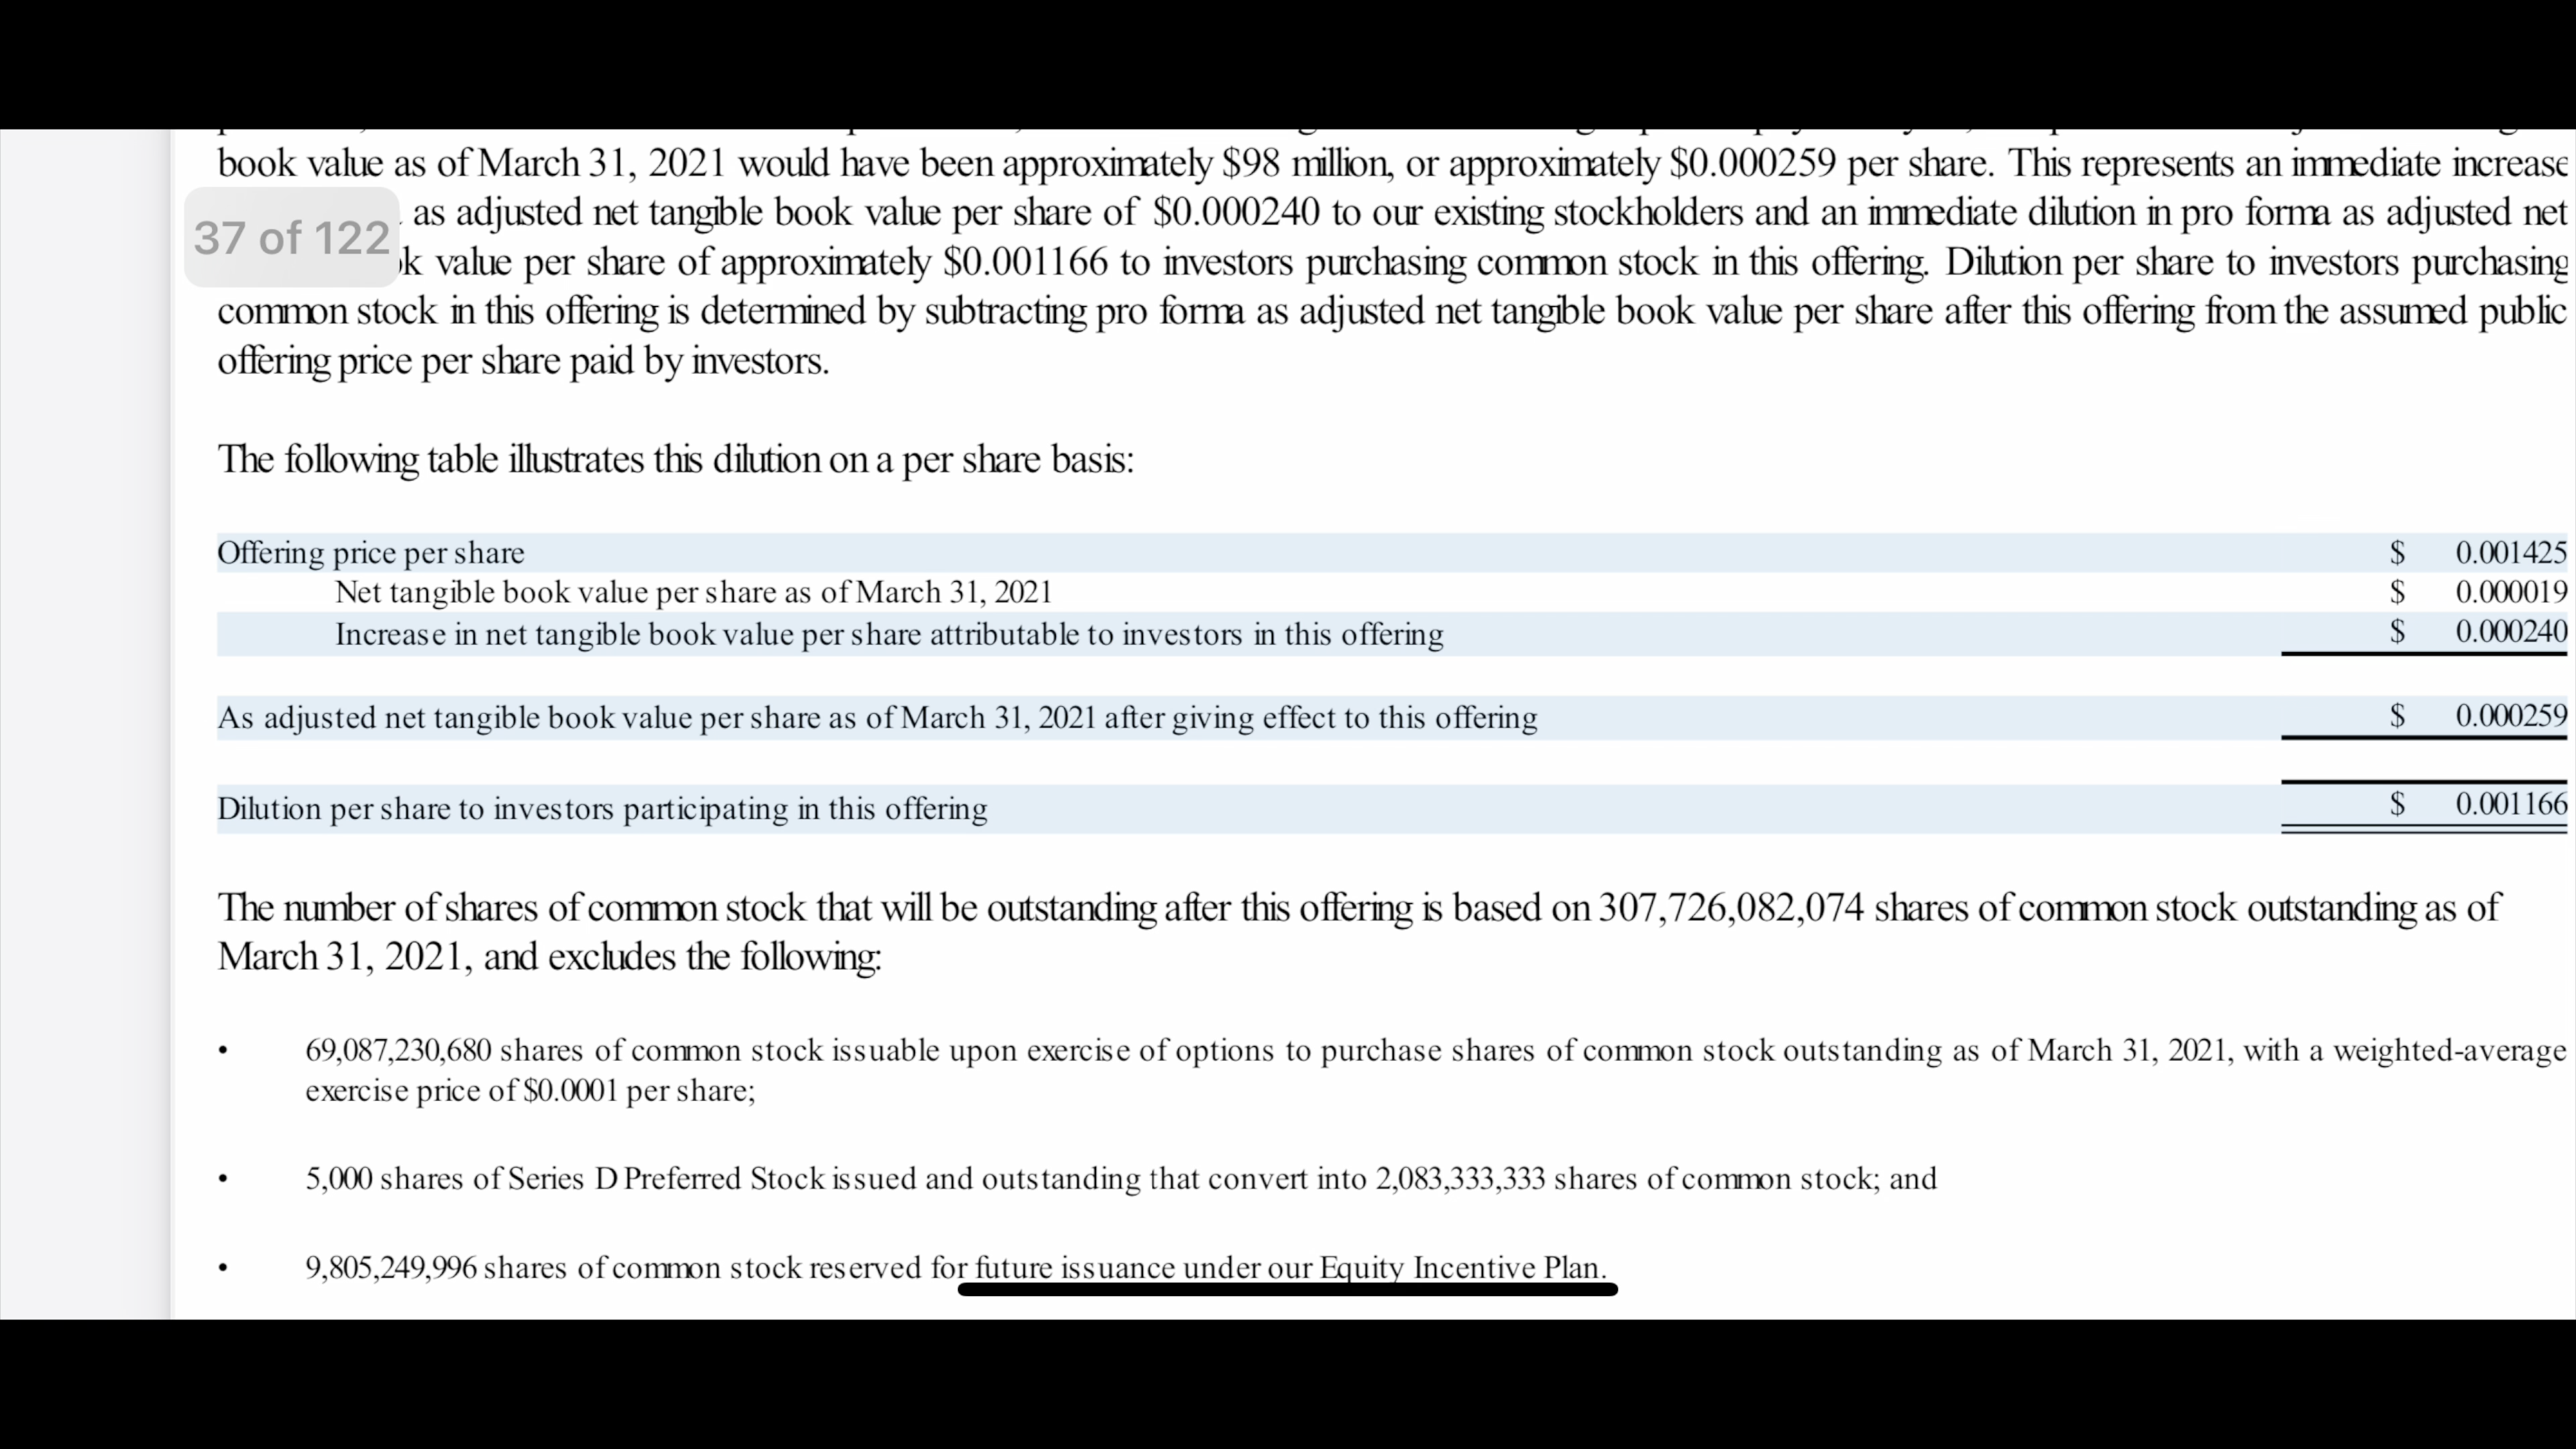 book value as of March 31, 2021 would have been approximately $98 million, or approximately $0.000259 per share. This represents an immediate increase
37 of 122
as adjusted net tangible book value per share of $0.000240 to our existing stockholders and an immediate dilution in pro forma as adjusted net
value per share of approximately $0.001166 to investors purchasing common stock in this offering. Dilution per share to investors purchasing
common stock in this offering is determined by subtracting pro forma as adjusted net tangible book value per share after this offering from the assumed public
offering price per share paid by investors.
The following table illustrates this dilution on a per share basis:
Offering price per share $ 0.001425
Net tangible book value per share as of March 31, 2021 $ 0.000019
Increase in net tangible book value per share attributable to investors in this offering $ 0.000240
As adjusted net tangible book value per share as of March 31, 2021 after giving effect to this offering $ 0.000259
Dilution per share to investors participating in this offering $ 0.001166
The number of shares of common stock that will be outstanding after this offering is based on 307,726,082,074 shares of common stock outstanding as of
March 31, 2021, and excludes the following:
• 69,087,230,680 shares of common stock issuable upon exercise of options to purchase shares of common stock outstanding as of March 31, 2021, with a weighted-average
exercise price of $0.0001 per share;
• 5,000 shares of Series D Preferred Stock issued and outstanding that convert into 2,083,333,333 shares of common stock; and
• 9,805,249,996 shares of common stock reserved for future issuance under our Equity Incentive Plan.